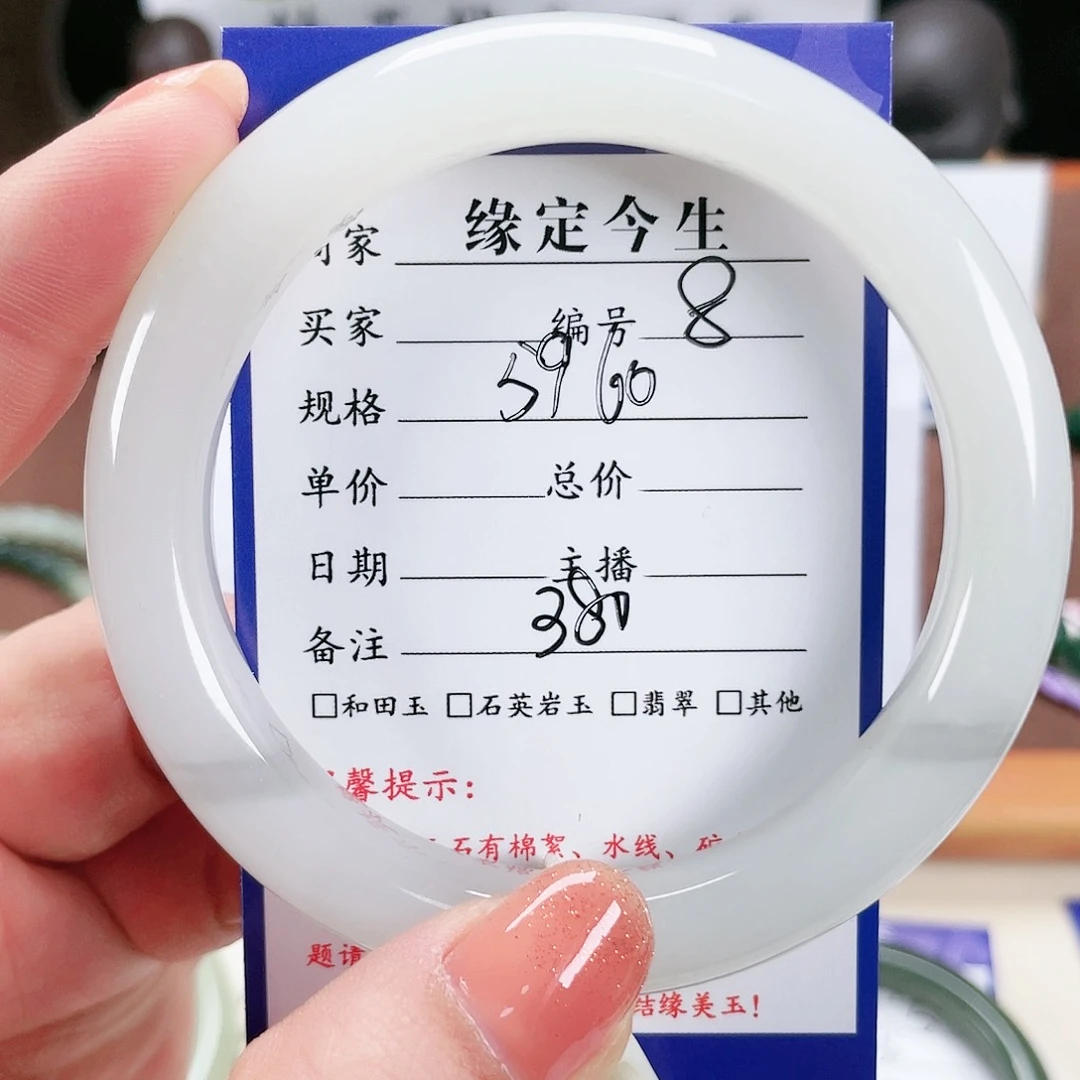 家 缘定今生
买家 编号 8
规格 59 60
单价 总价
日期 主播
备注 380
□和田玉 □石英岩玉 □翡翠 □其他
馨提示：
石有棉絮、水线、矿
题请
结缘美玉！